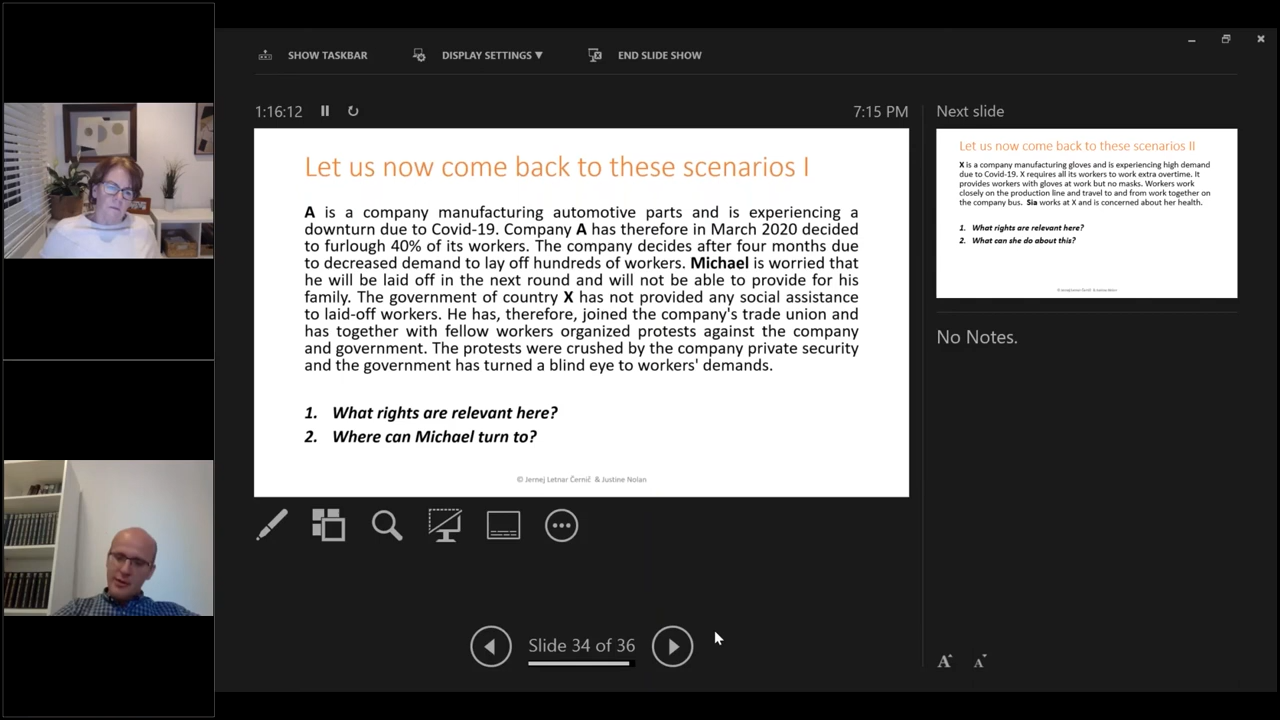 SHOW TASKBAR
DISPLAY SETTINGS ▼
END SLIDE SHOW
1:16:12
7:15 PM
Let us now come back to these scenarios I
A is a company manufacturing automotive parts and is experiencing a
downturn due to Covid-19. Company A has therefore in March 2020 decided
to furlough 40% of its workers. The company decides after four months due
to decreased demand to lay off hundreds of workers. Michael is worried that
he will be laid off in the next round and will not be able to provide for his
family. The government of country X has not provided any social assistance
to laid-off workers. He has, therefore, joined the company's trade union and
has together with fellow workers organized protests against the company
and government. The protests were crushed by the company private security
and the government has turned a blind eye to workers' demands.
1. What rights are relevant here?
2. Where can Michael turn to?
© Jernej Letnar Černič & Justine Nolan
Slide 34 of 36
Next slide
Let us now come back to these scenarios II
X is a company manufacturing gloves and is experiencing high demand
due to Covid-19. X requires all its workers to work extra overtime. It
provides workers with gloves at work but no masks. Workers work
closely on the production line and travel to and from work together on
the company bus. Sia works at X and is concerned about her health.
1. What rights are relevant here?
2. What can she do about this?
© Jernej Letnar Černič & Justine Nolan
No Notes.
A A